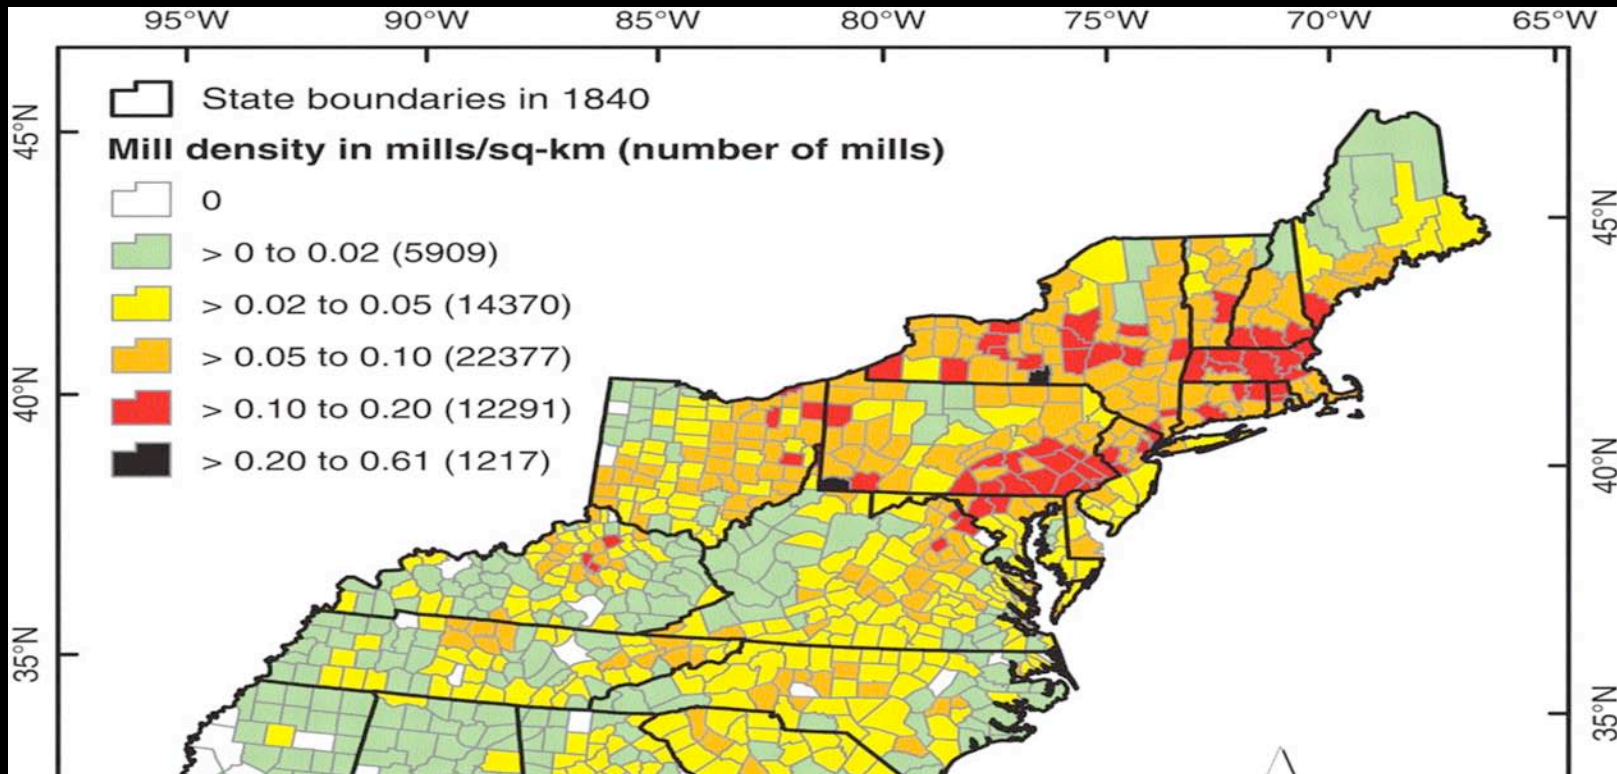 95°W 90°W 85°W 80°W 75°W 70°W 65°W
45°N
40°N
35°N
State boundaries in 1840
Mill density in mills/sq-km (number of mills)
0
> 0 to 0.02 (5909)
> 0.02 to 0.05 (14370)
> 0.05 to 0.10 (22377)
> 0.10 to 0.20 (12291)
> 0.20 to 0.61 (1217)
45°N
40°N
35°N